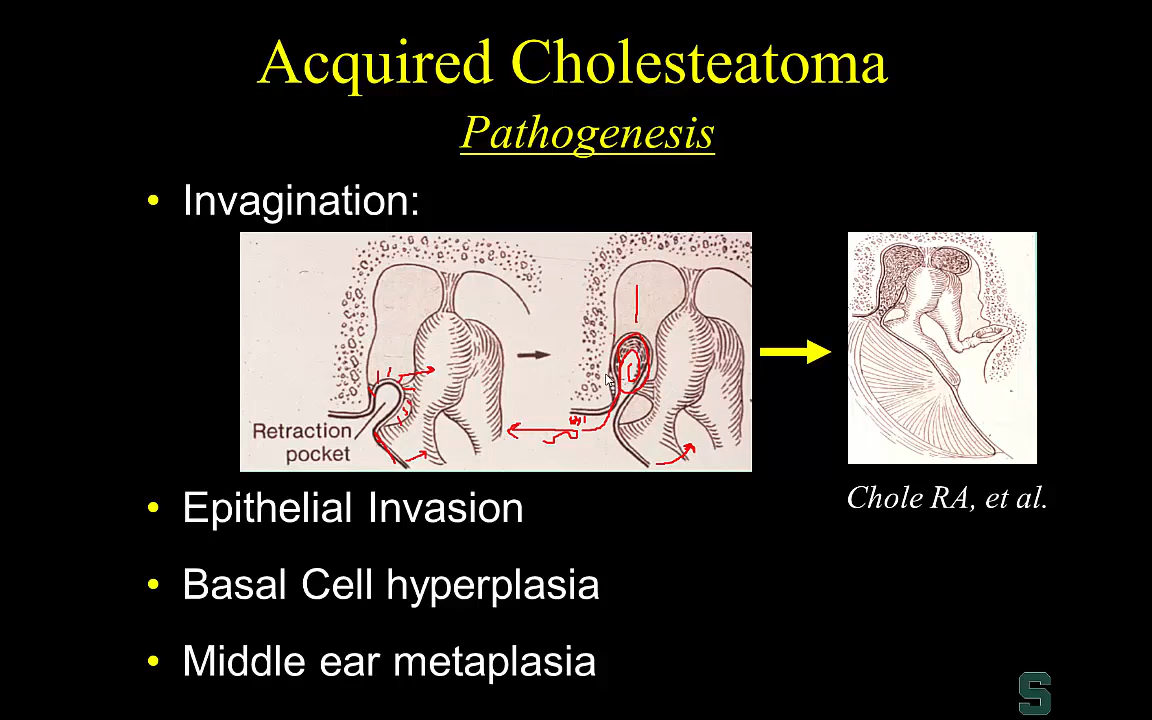 Acquired Cholesteatoma
Pathogenesis
• Invagination:
Retraction
pocket
Chole RA, et al.
• Epithelial Invasion
• Basal Cell hyperplasia
• Middle ear metaplasia
S